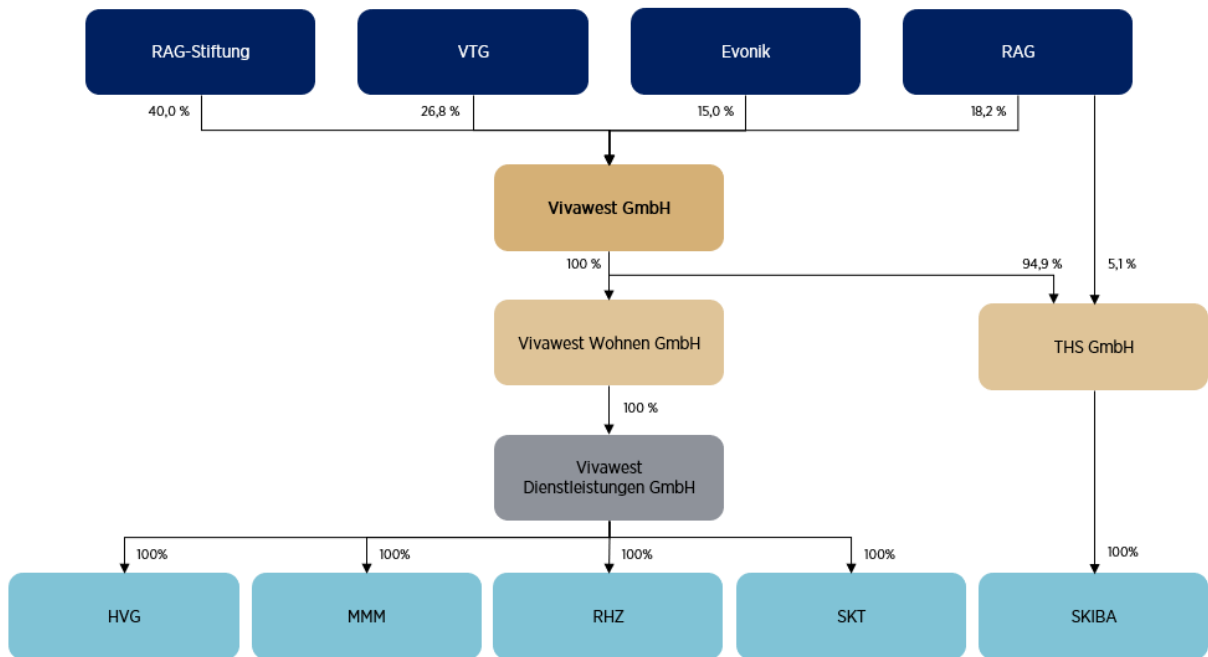 RAG-Stiftung
VTG
Evonik
RAG
40,0 %
26,8 %
15,0 %
18,2 %
Vivawest GmbH
100 %
94,9 %
5,1 %
Vivawest Wohnen GmbH
THS GmbH
100 %
Vivawest
Dienstleistungen GmbH
100%
100%
100%
100%
100%
HVG
MMM
RHZ
SKT
SKIBA